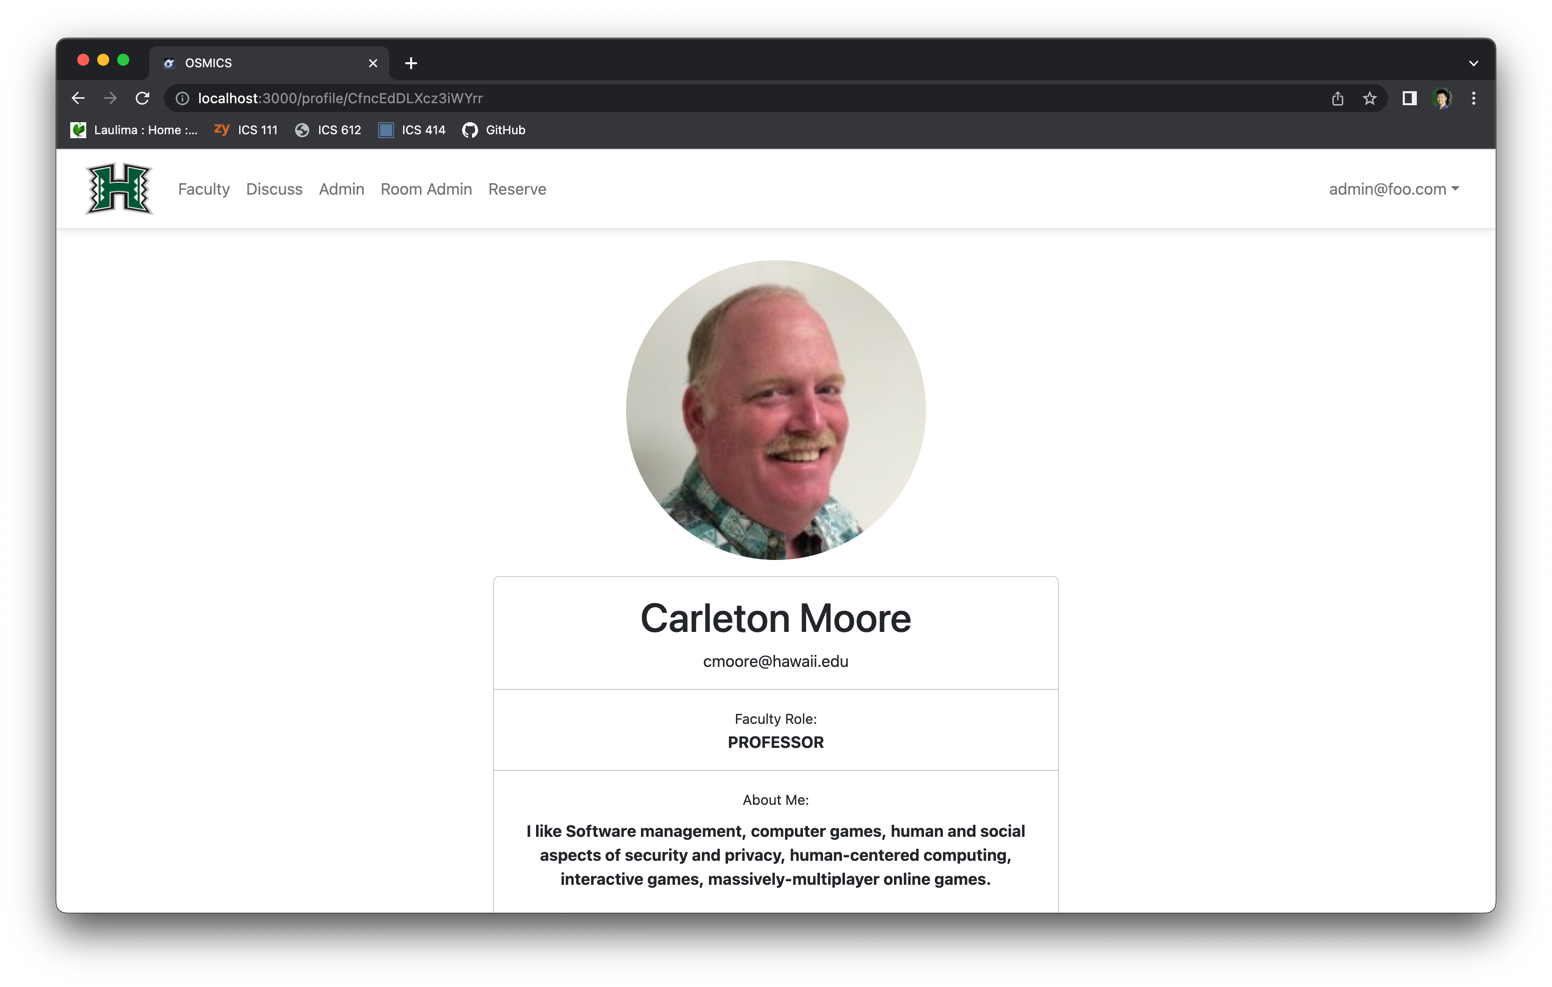 OSMICS
localhost:3000/profile/CfncEdDLXcz3iWYrr
Laulima : Home :... zy ICS 111 ICS 612 ICS 414 GitHub
H Faculty Discuss Admin Room Admin Reserve admin@foo.com
Carleton Moore
cmoore@hawaii.edu
Faculty Role:
PROFESSOR
About Me:
I like Software management, computer games, human and social
aspects of security and privacy, human-centered computing,
interactive games, massively-multiplayer online games.